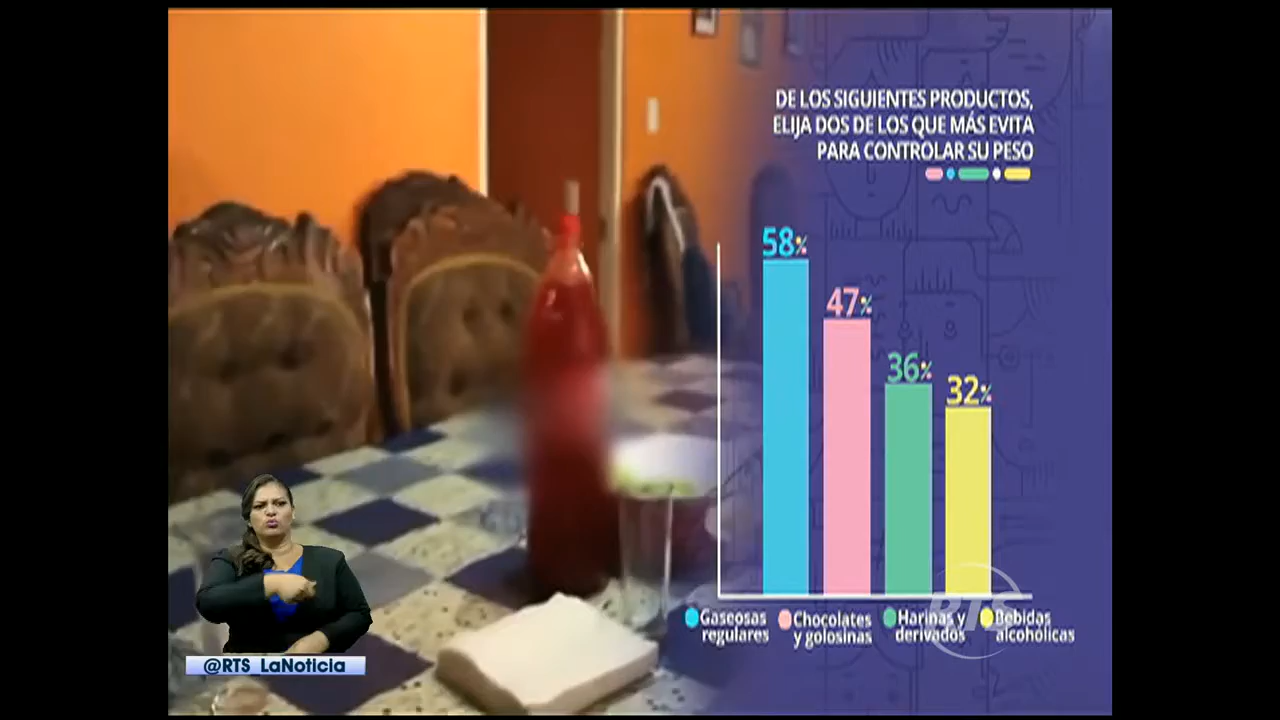 DE LOS SIGUIENTES PRODUCTOS,
ELIJA DOS DE LOS QUE MÁS EVITA
PARA CONTROLAR SU PESO
58%
47%
36%
32%
Gaseosas
regulares
Chocolates
y golosinas
Harinas y
derivados
Bebidas
alcohólicas
RTS
@RTS_LaNoticia